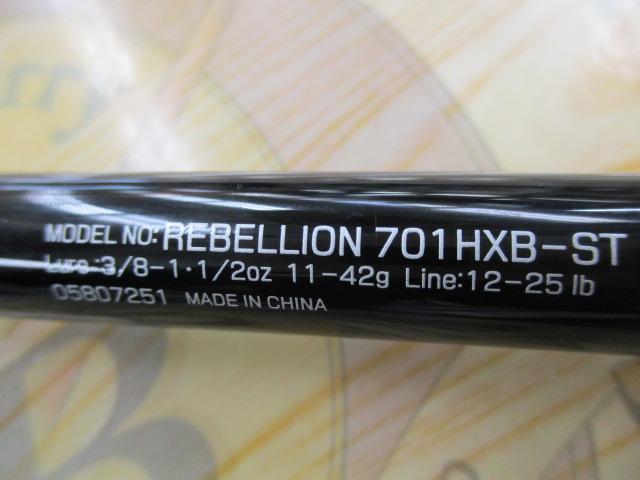 MODEL NO: REBELLION 701HXB-ST
Lure:3/8-1·1/2oz 11-42g Line:12-25 lb
05807251 MADE IN CHINA